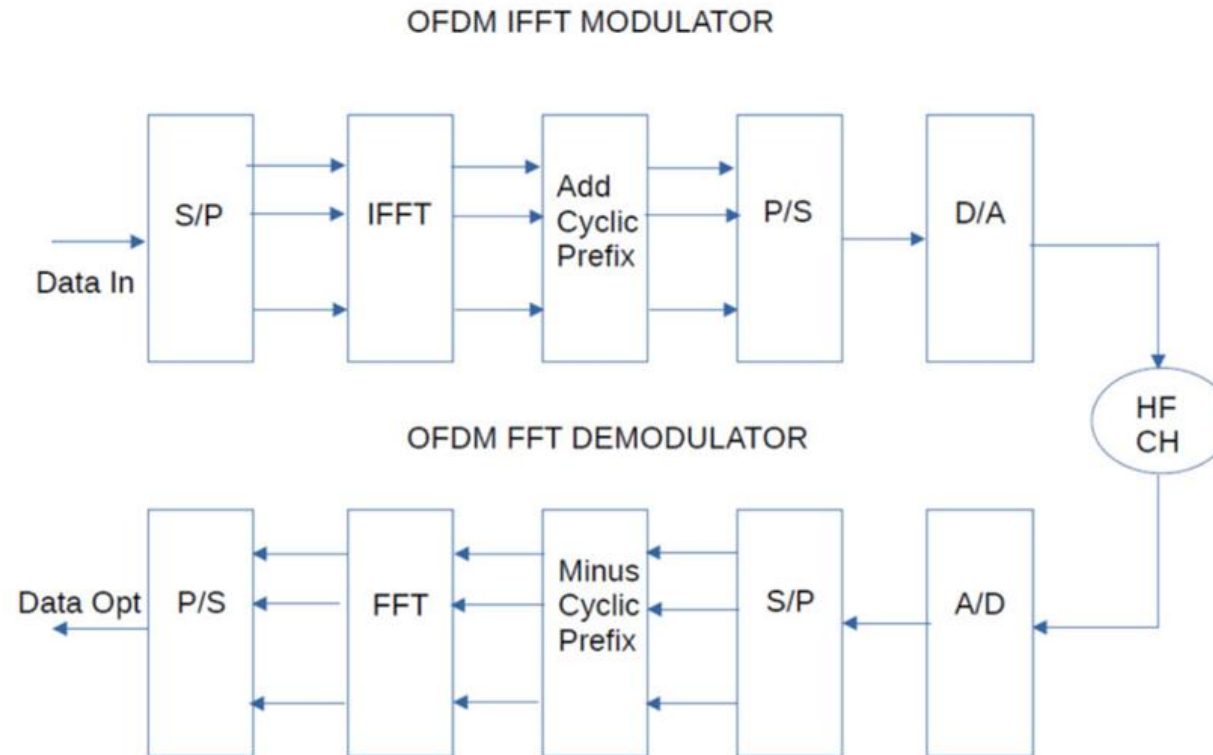 OFDM IFFT MODULATOR
S/P
IFFT
Add
Cyclic
Prefix
P/S
D/A
Data In
HF
CH
OFDM FFT DEMODULATOR
Data Opt
P/S
FFT
Minus
Cyclic
Prefix
S/P
A/D